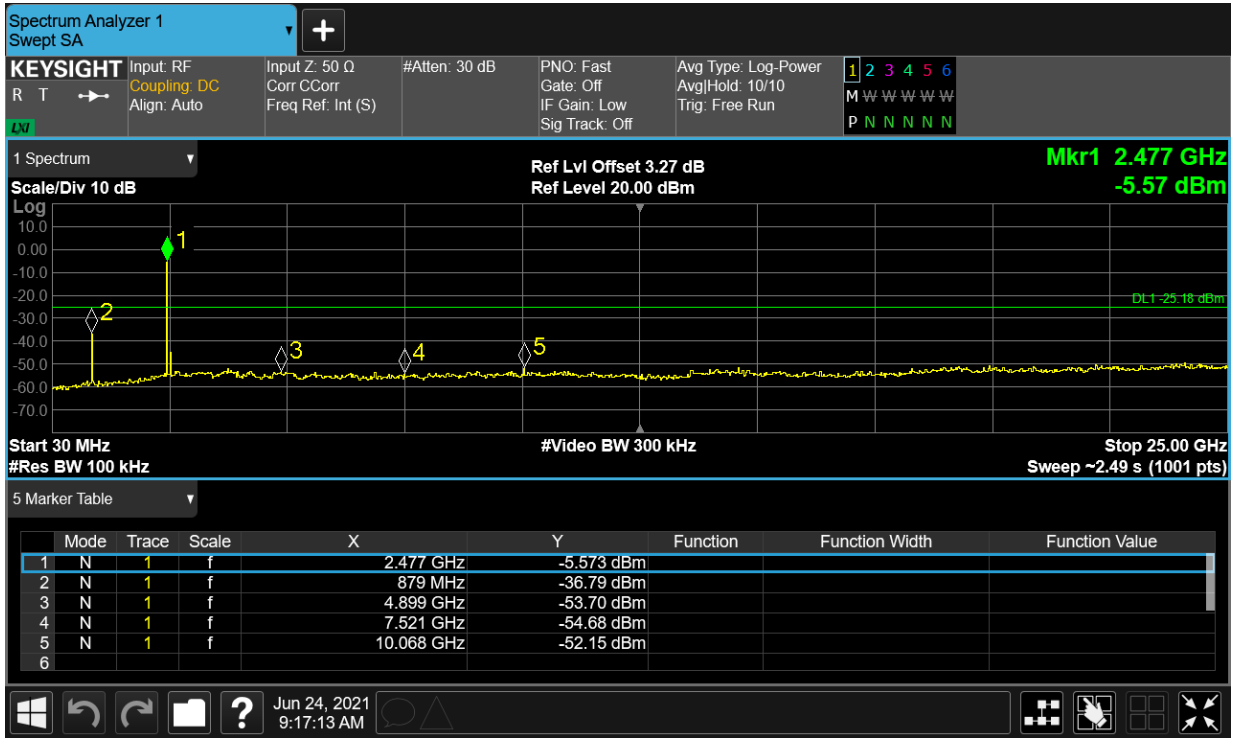 Spectrum Analyzer 1
Swept SA
KEYSIGHT
R T
LXI
Input: RF
Coupling: DC
Align: Auto
Input Z: 50 Ω
Corr CCorr
Freq Ref: Int (S)
#Atten: 30 dB
PNO: Fast
Gate: Off
IF Gain: Low
Sig Track: Off
Avg Type: Log-Power
Avg|Hold: 10/10
Trig: Free Run
1 2 3 4 5 6
M W W W W W
P N N N N N
1 Spectrum
Scale/Div 10 dB
Ref Lvl Offset 3.27 dB
Ref Level 20.00 dBm
Mkr1 2.477 GHz
-5.57 dBm
Log
10.0
0.00
-10.0
-20.0
-30.0
-40.0
-50.0
-60.0
-70.0
1
2
3
4
5
DL1 -25.18 dBm
Start 30 MHz
#Video BW 300 kHz
Stop 25.00 GHz
#Res BW 100 kHz
Sweep ~2.49 s (1001 pts)
5 Marker Table
Mode Trace Scale X Y Function Function Width Function Value
1 N 1 f 2.477 GHz -5.573 dBm
2 N 1 f 879 MHz -36.79 dBm
3 N 1 f 4.899 GHz -53.70 dBm
4 N 1 f 7.521 GHz -54.68 dBm
5 N 1 f 10.068 GHz -52.15 dBm
6
?
Jun 24, 2021
9:17:13 AM